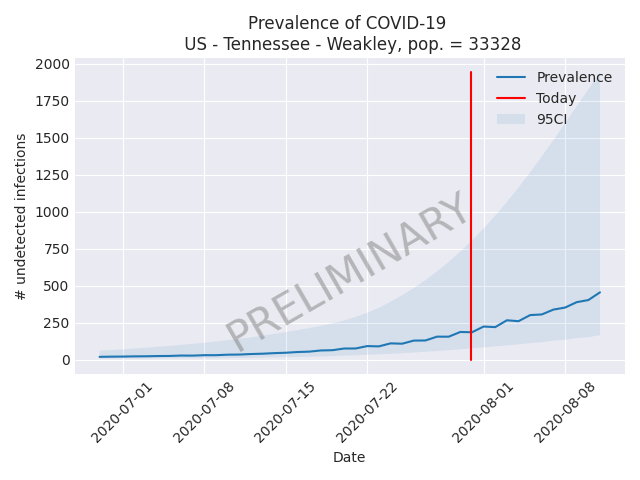 Prevalence of COVID-19
US - Tennessee - Weakley, pop. = 33328
2000
1750
1500
1250
1000
750
500
250
0
# undetected infections
Prevalence
Today
95CI
PRELIMINARY
2020-07-01
2020-07-08
2020-07-15
2020-07-22
2020-08-01
2020-08-08
Date